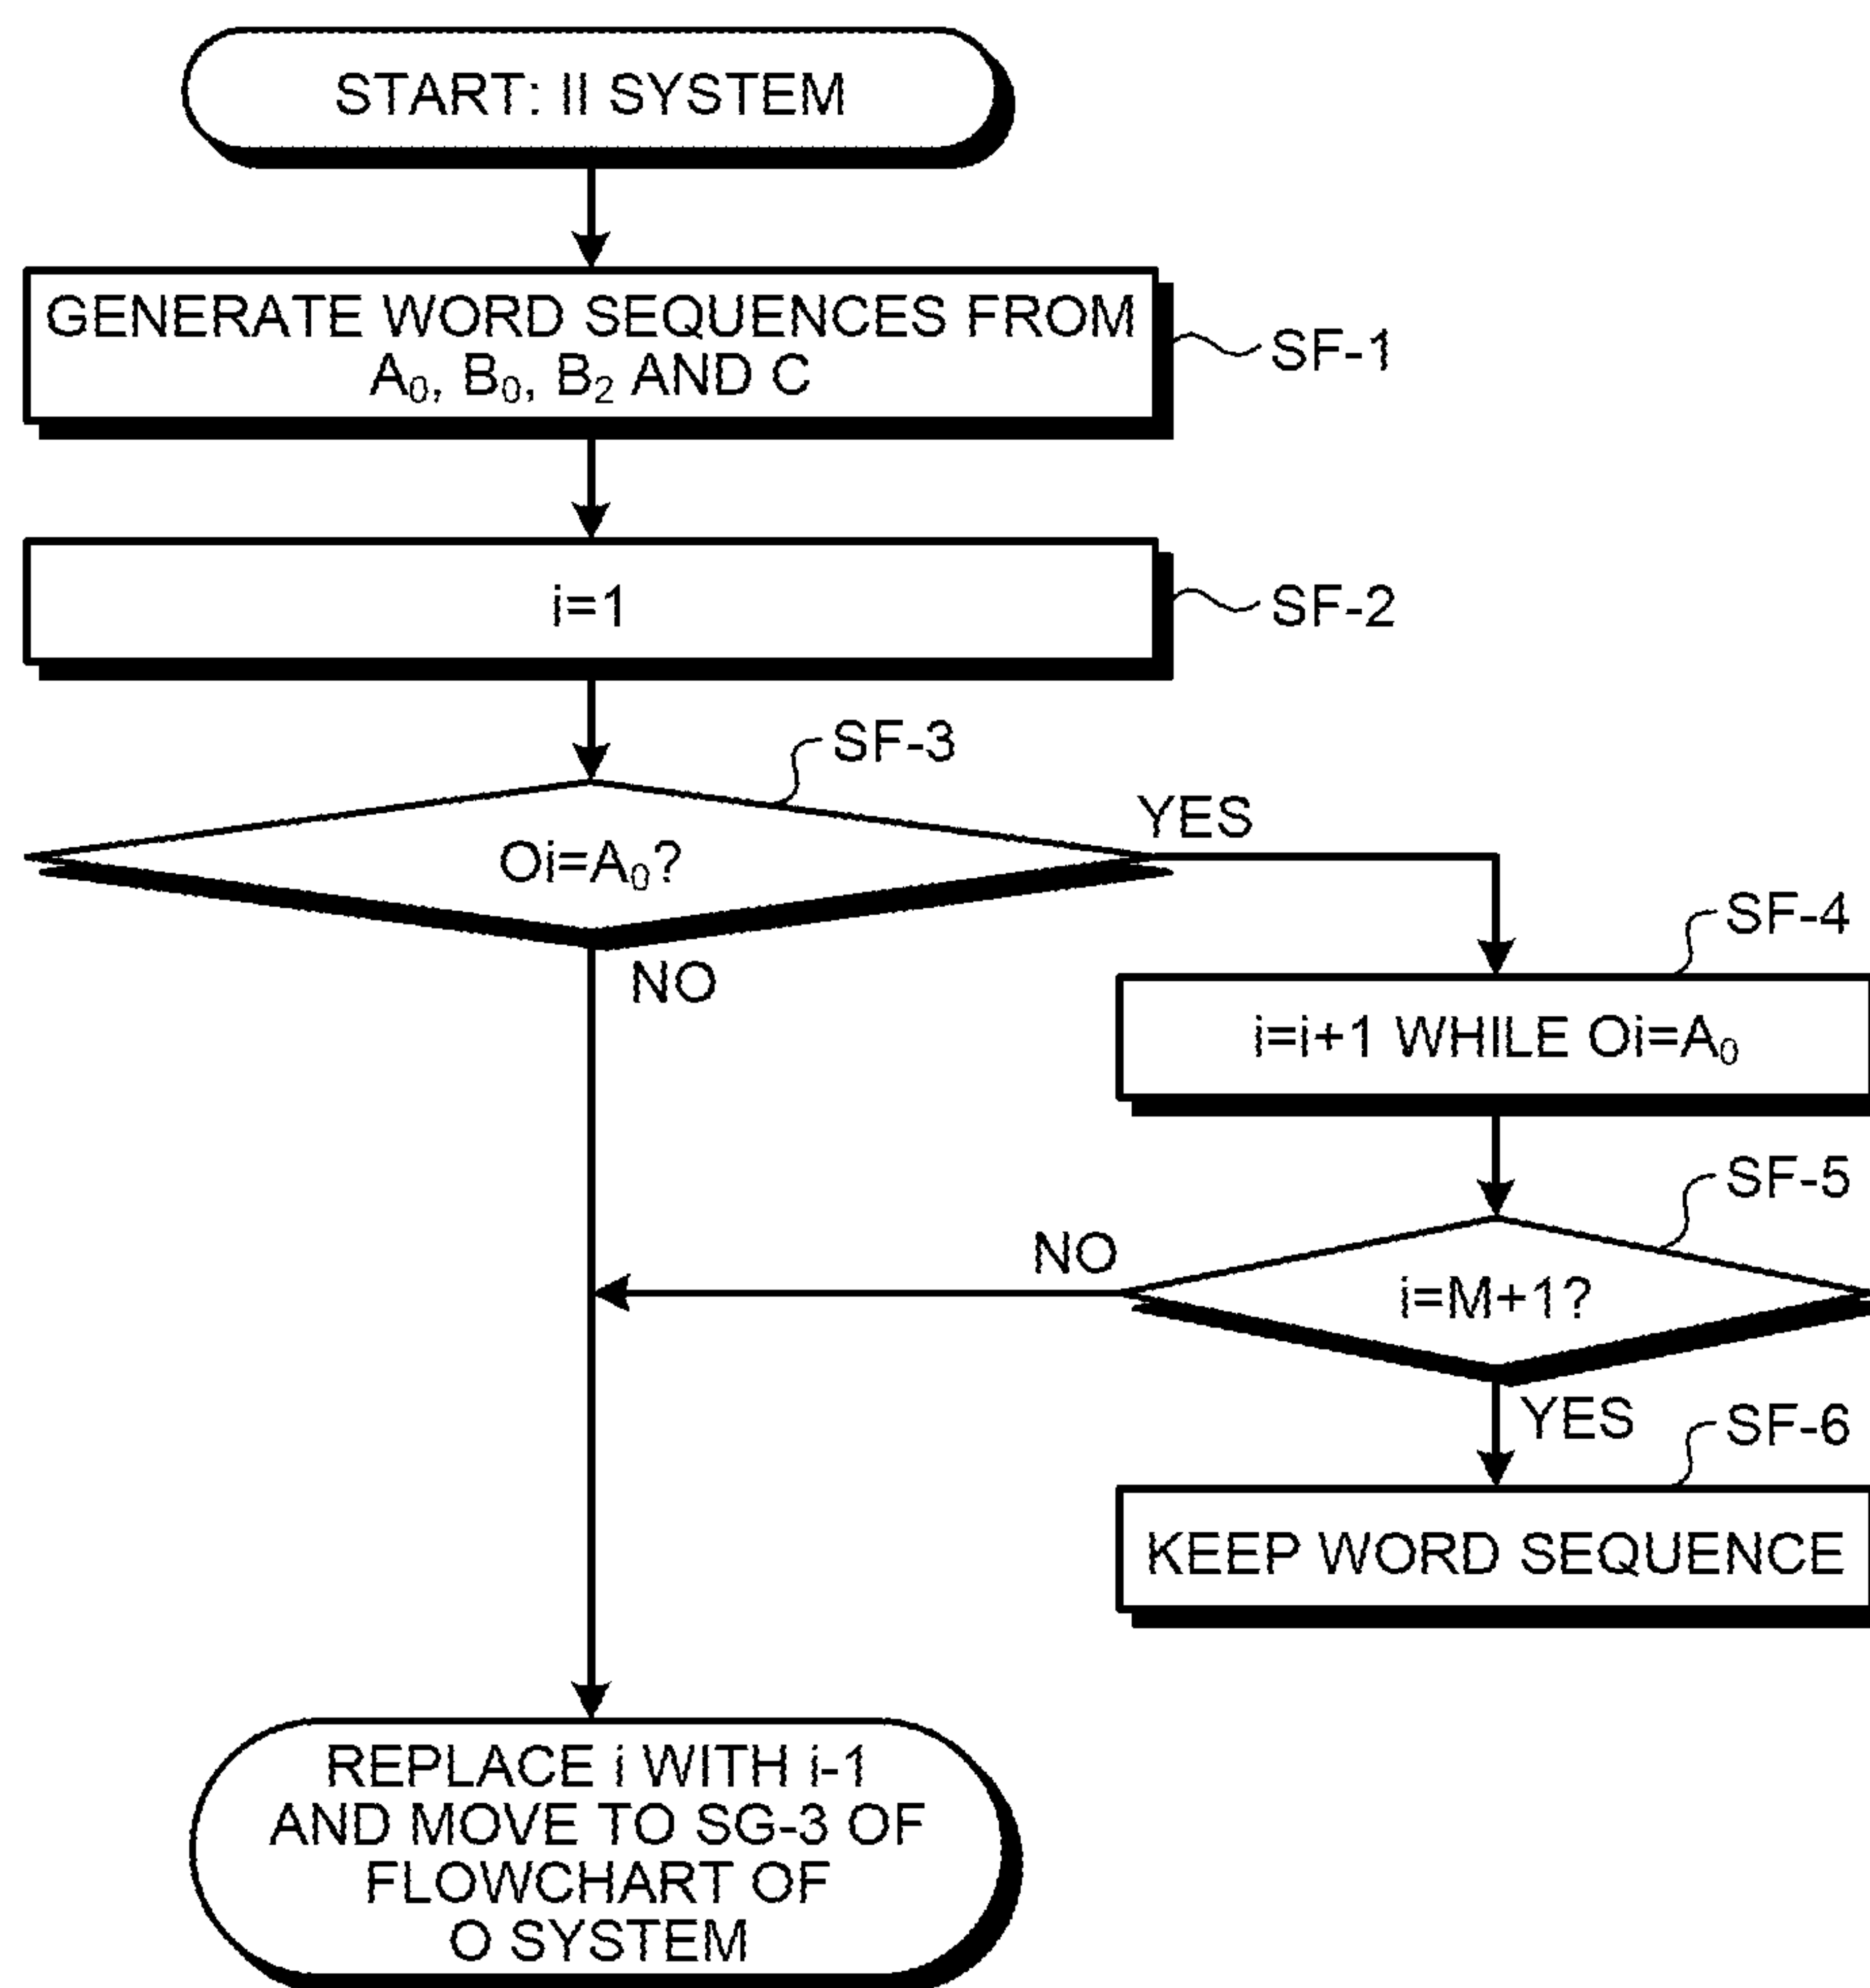 START: II SYSTEM
GENERATE WORD SEQUENCES FROM
A₀, B₀, B₂ AND C
SF-1
i=1
SF-2
SF-3
Oi=A₀?
YES
NO
SF-4
i=i+1 WHILE Oi=A₀
SF-5
i=M+1?
NO
YES
SF-6
KEEP WORD SEQUENCE
REPLACE i WITH i-1
AND MOVE TO SG-3 OF
FLOWCHART OF
O SYSTEM